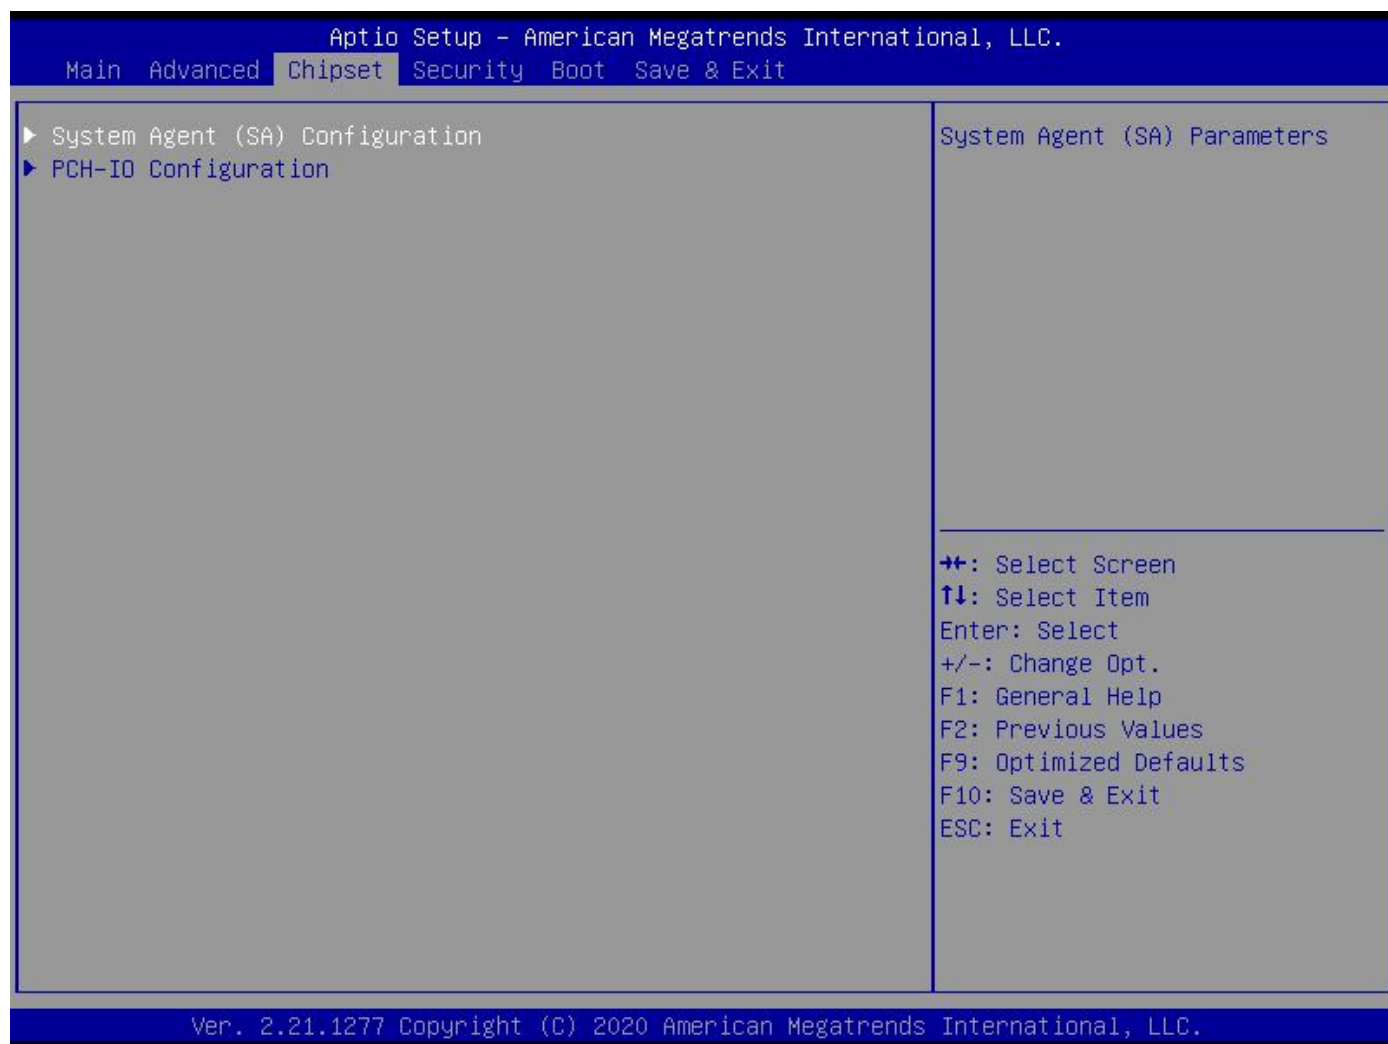 Aptio Setup – American Megatrends International, LLC.
Main Advanced Chipset Security Boot Save & Exit
System Agent (SA) Configuration
PCH-IO Configuration
System Agent (SA) Parameters
→←: Select Screen
↑↓: Select Item
Enter: Select
+/-: Change Opt.
F1: General Help
F2: Previous Values
F9: Optimized Defaults
F10: Save & Exit
ESC: Exit
Ver. 2.21.1277 Copyright (C) 2020 American Megatrends International, LLC.